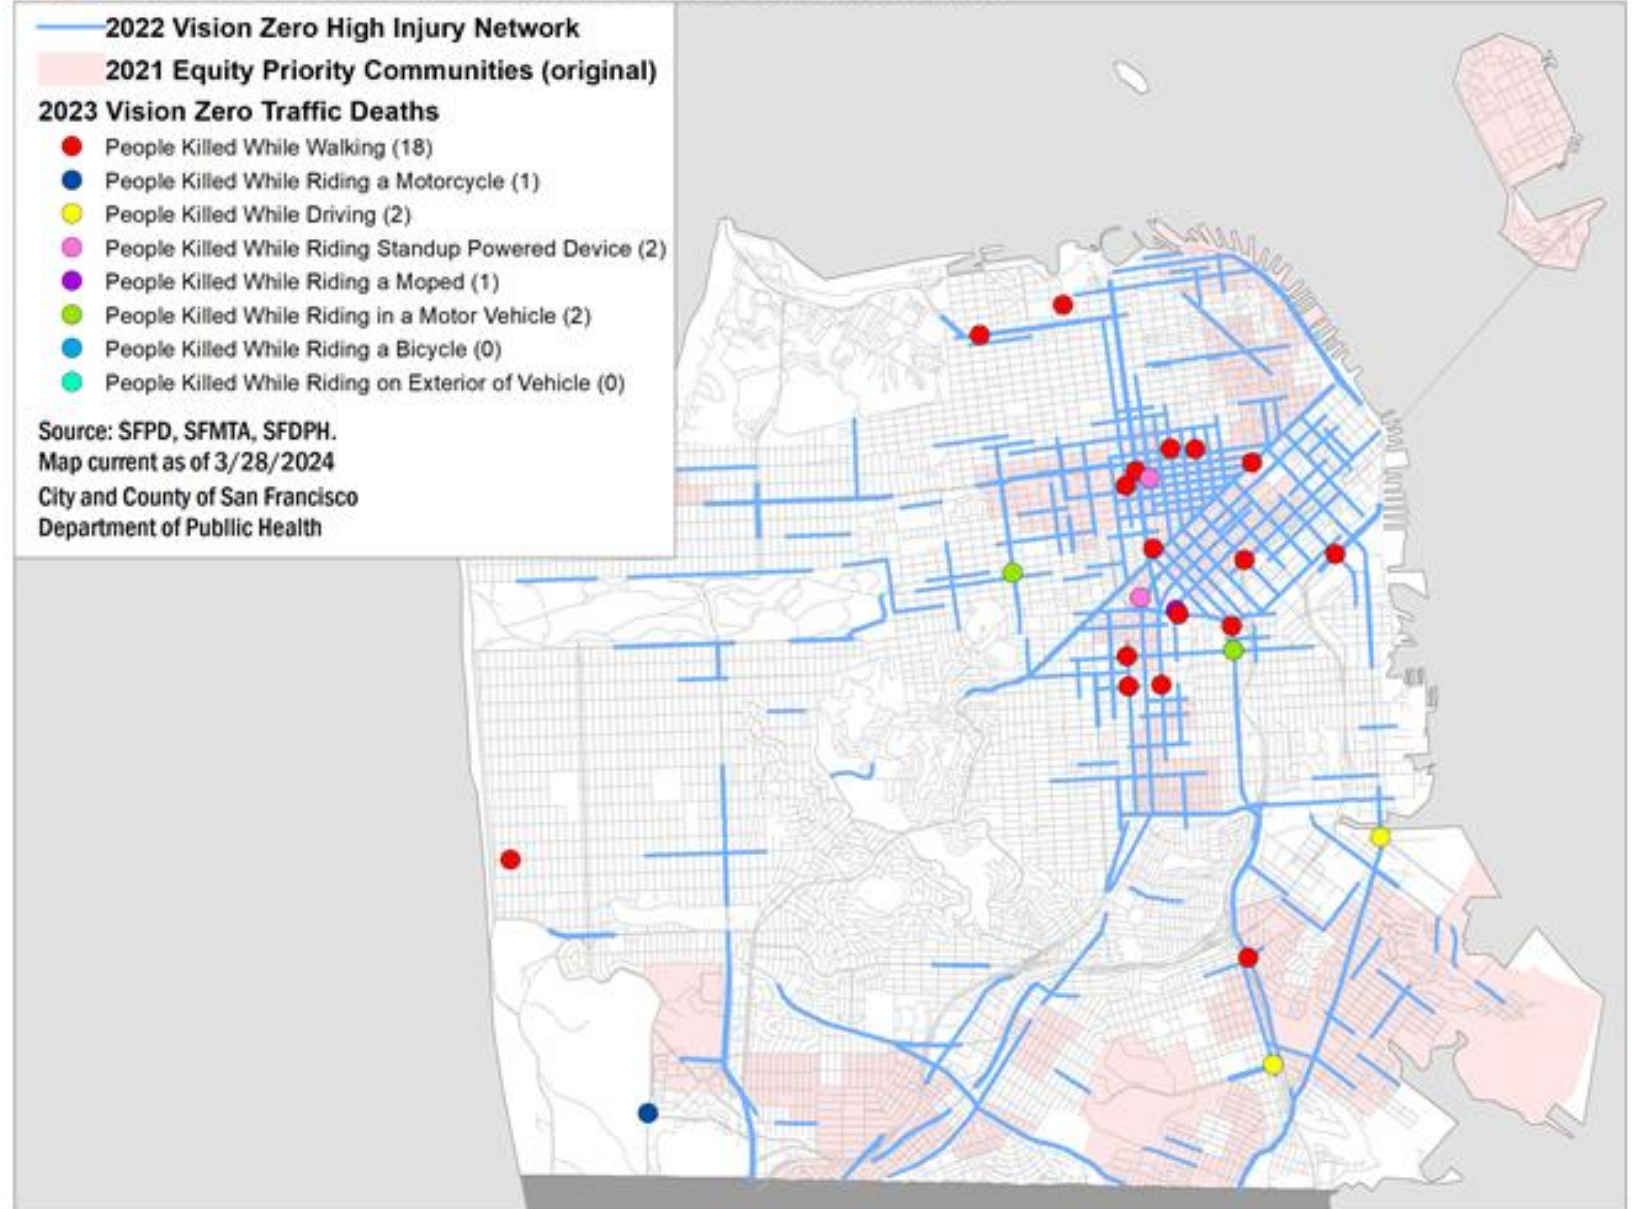 2022 Vision Zero High Injury Network
2021 Equity Priority Communities (original)
2023 Vision Zero Traffic Deaths
People Killed While Walking (18)
People Killed While Riding a Motorcycle (1)
People Killed While Driving (2)
People Killed While Riding Standup Powered Device (2)
People Killed While Riding a Moped (1)
People Killed While Riding in a Motor Vehicle (2)
People Killed While Riding a Bicycle (0)
People Killed While Riding on Exterior of Vehicle (0)
Source: SFPD, SFMTA, SFDPH.
Map current as of 3/28/2024
City and County of San Francisco
Department of Publlic Health